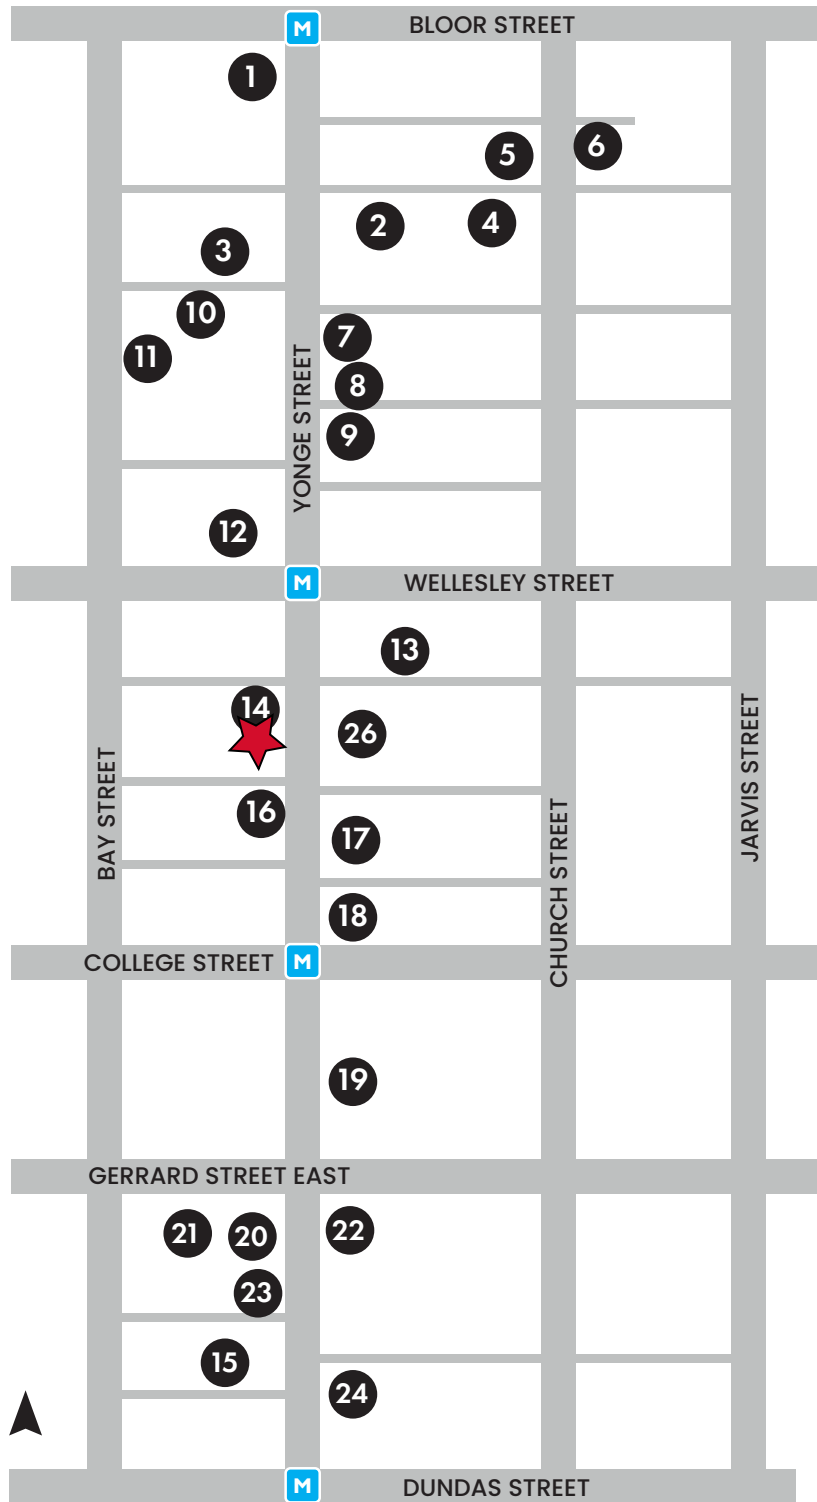 M
BLOOR STREET
1
5
6
2
4
3
10
7
11
8
9
YONGE STREET
12
M
WELLESLEY STREET
13
14
26
16
17
BAY STREET
JARVIS STREET
18
CHURCH STREET
COLLEGE STREET
M
19
GERRARD STREET EAST
21
20
22
23
15
24
M
DUNDAS STREET